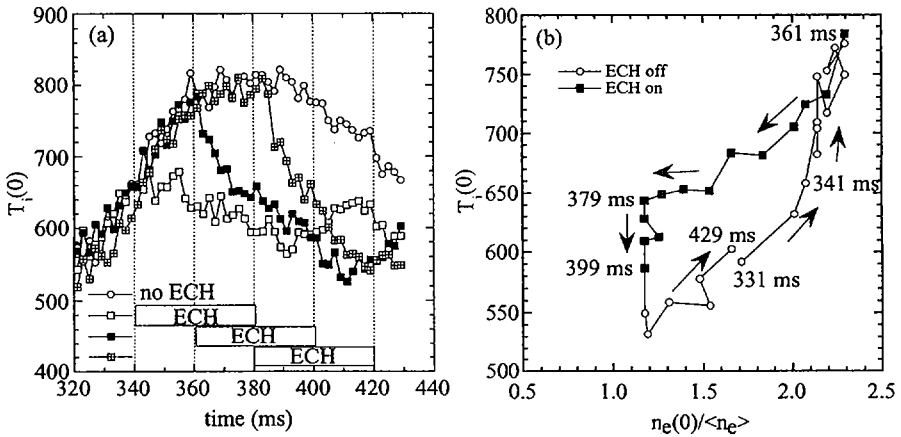 (a)
900
800
700
600
500
400
T_i(0)
no ECH
ECH
ECH
ECH
320 340 360 380 400 420 440
time (ms)
(b)
800
750
700
650
600
550
500
T_i(0)
ECH off
ECH on
361 ms
341 ms
379 ms
429 ms
399 ms
331 ms
0.5 1.0 1.5 2.0 2.5
n_e(0)/<n_e>